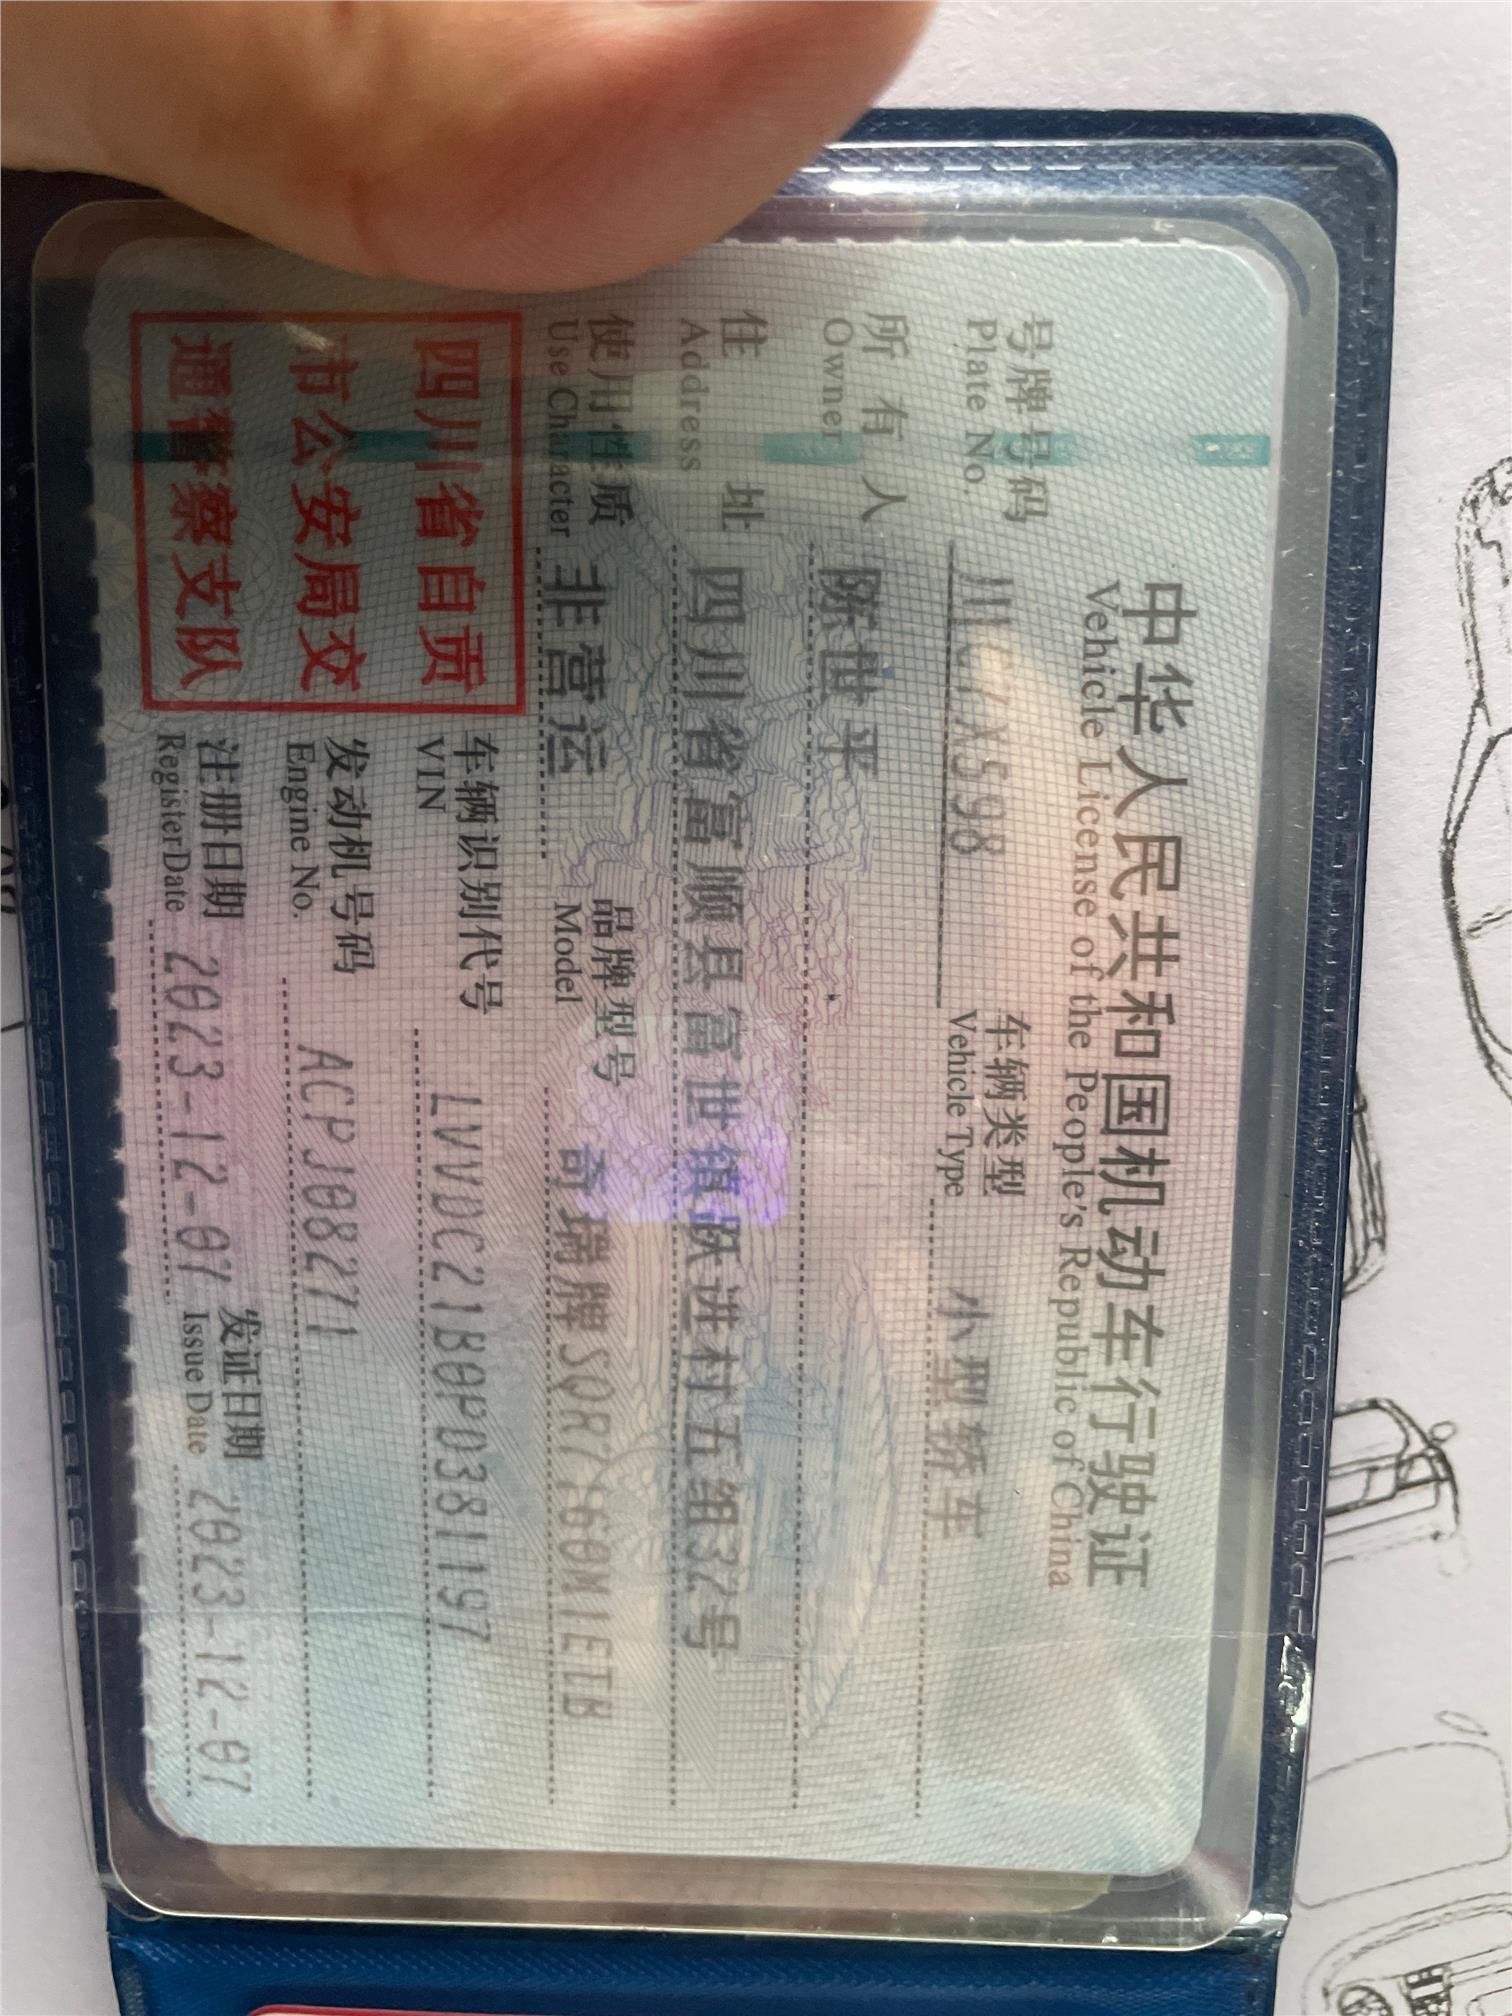 中华人民共和国机动车行驶证
Vehicle License of the People's Republic of China
号牌号码 川C7X598 车辆类型 小型轿车
Plate No. Vehicle Type
所有人 陈世平
Owner
住址 四川省富顺县富世镇跃进村五组32号
Address
使用性质 非营运 品牌型号 奇瑞牌SQR7160M1ETB
Use Character Model
四川省自贡
市公安局交
通警察支队
车辆识别代号 LVVDC21B0PD381197
VIN
发动机号码 ACPJ08271
Engine No.
注册日期 2023-12-07 发证日期 2023-12-07
Register Date Issue Date